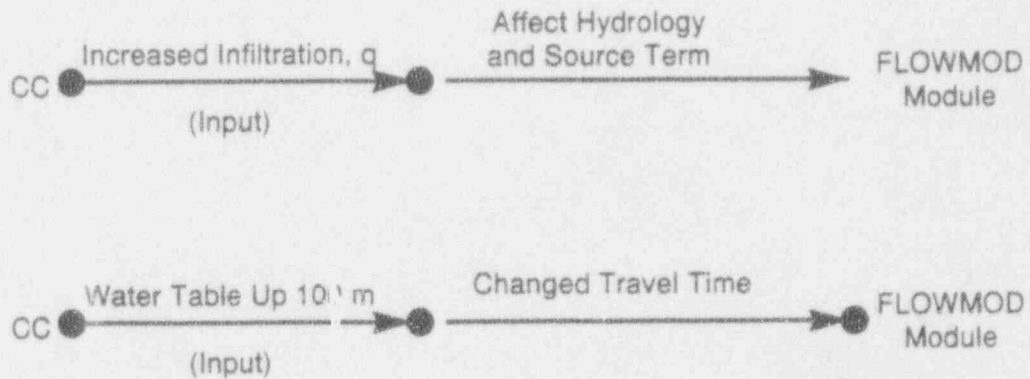 Affect Hydrology
Increased Infiltration, q
and Source Term
FLOWMOD
CC
Module
(Input)
Water Table Up m
Changed Travel Time
FLOWMOD
CC
Module
(Input)